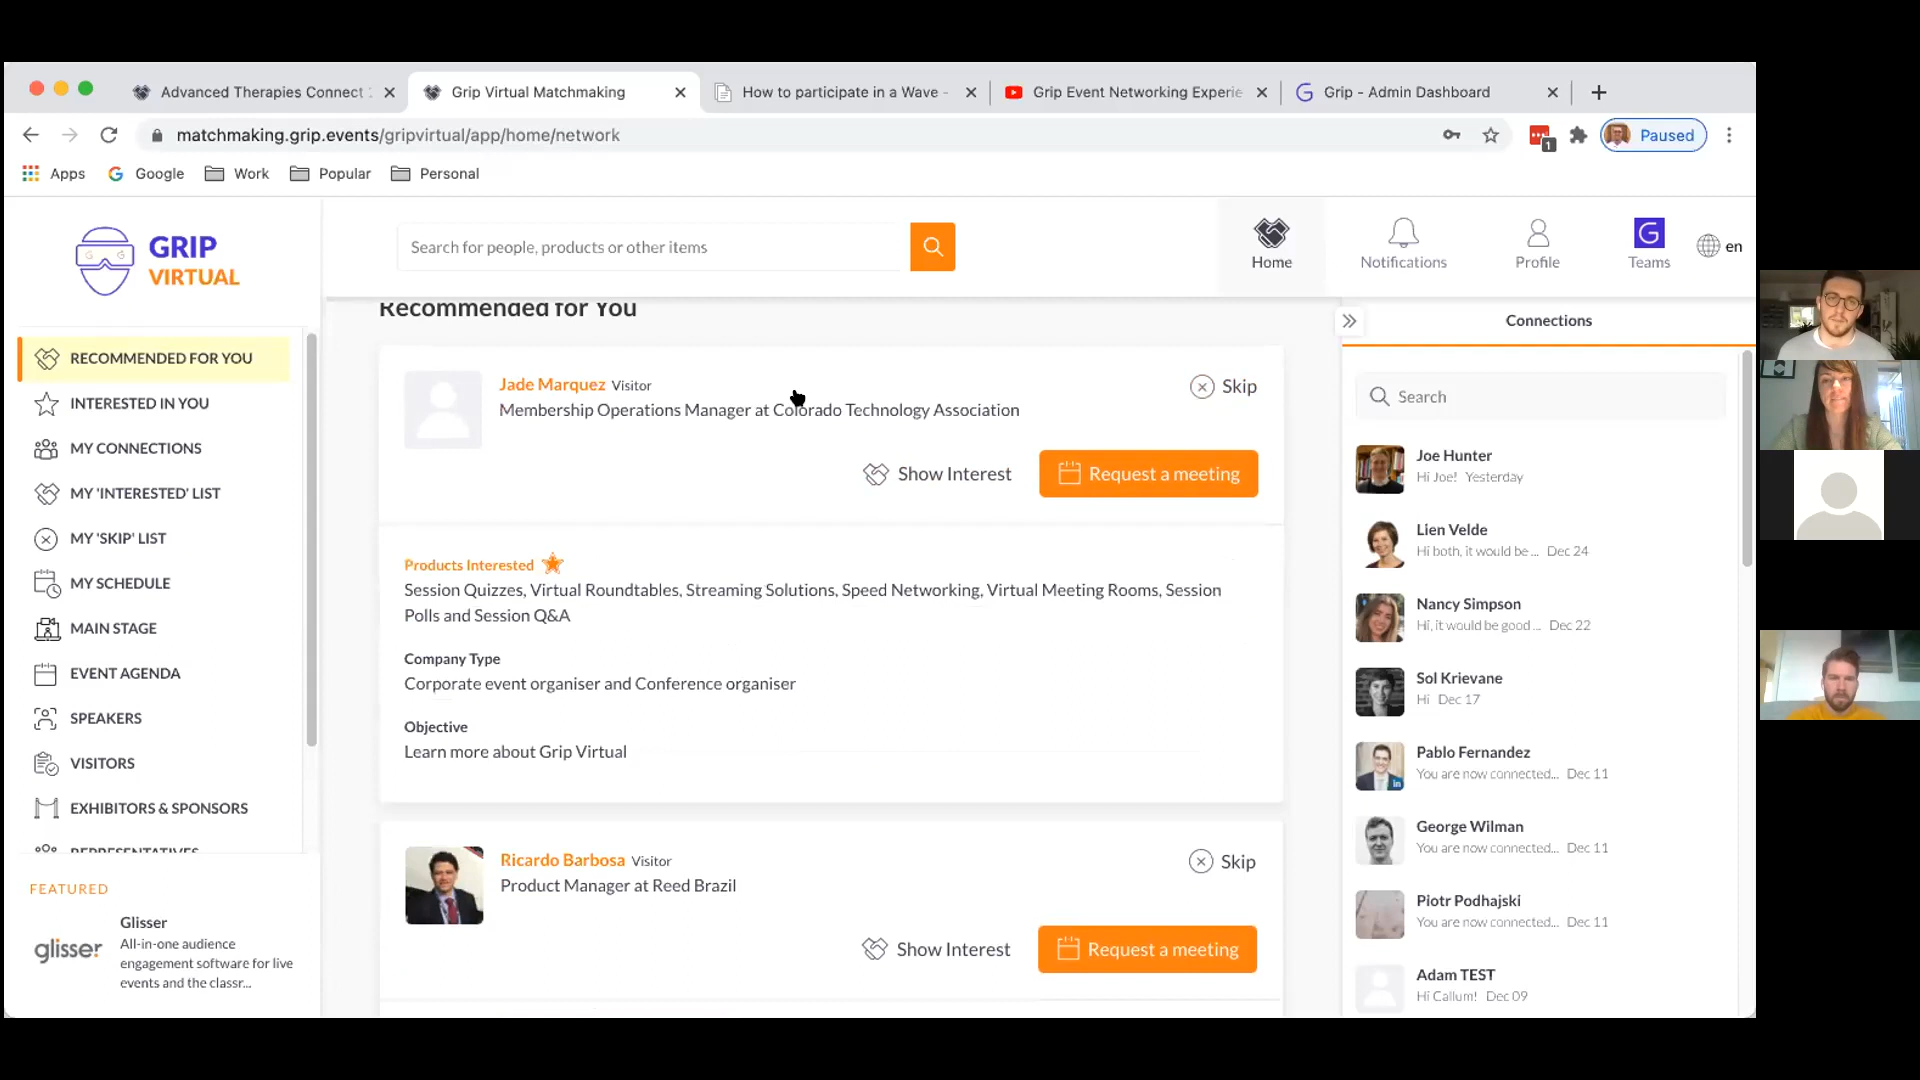 Advanced Therapies Connect
Grip Virtual Matchmaking
How to participate in a Wave -
Grip Event Networking Experie
Grip - Admin Dashboard
matchmaking.grip.events/gripvirtual/app/home/network
1
Paused
Apps
Google
Work
Popular
Personal
GRIP
VIRTUAL
G G
Search for people, products or other items
Home
Notifications
Profile
G
Teams
en
RECOMMENDED FOR YOU
INTERESTED IN YOU
MY CONNECTIONS
MY 'INTERESTED' LIST
MY 'SKIP' LIST
MY SCHEDULE
MAIN STAGE
EVENT AGENDA
SPEAKERS
VISITORS
EXHIBITORS & SPONSORS
REPRESENTATIVES
FEATURED
glisser
Glisser
All-in-one audience
engagement software for live
events and the classr...
Recommended for You
Jade Marquez Visitor
Skip
Membership Operations Manager at Colorado Technology Association
Show Interest
Request a meeting
Products Interested
Session Quizzes, Virtual Roundtables, Streaming Solutions, Speed Networking, Virtual Meeting Rooms, Session
Polls and Session Q&A
Company Type
Corporate event organiser and Conference organiser
Objective
Learn more about Grip Virtual
Ricardo Barbosa Visitor
Skip
Product Manager at Reed Brazil
Show Interest
Request a meeting
Connections
Search
Joe Hunter
Hi Joe! Yesterday
Lien Velde
Hi both, it would be ... Dec 24
Nancy Simpson
Hi, it would be good ... Dec 22
Sol Krievane
Hi Dec 17
Pablo Fernandez
You are now connected... Dec 11
in
George Wilman
You are now connected... Dec 11
Piotr Podhajski
You are now connected... Dec 11
Adam TEST
Hi Callum! Dec 09